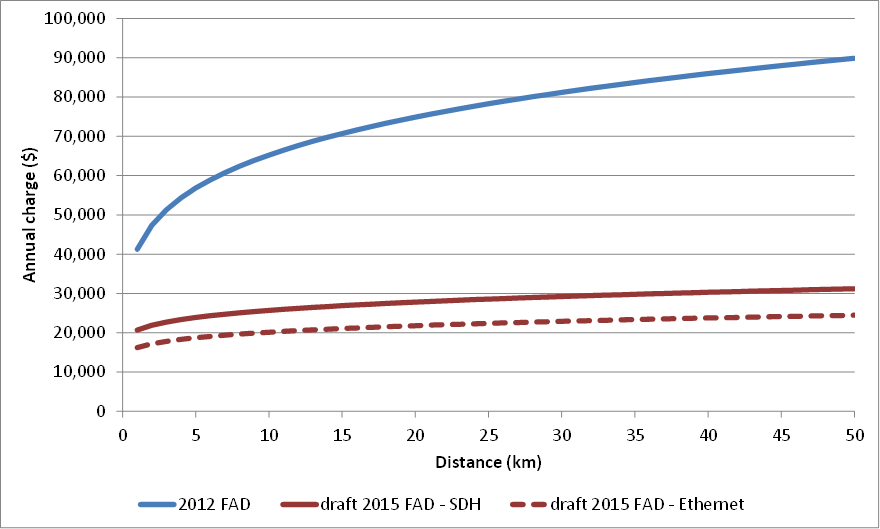 100,000
90,000
80,000
70,000
60,000
50,000
40,000
30,000
20,000
10,000
0
Annual charge ($)
0 5 10 15 20 25 30 35 40 45 50
Distance (km)
2012 FAD draft 2015 FAD - SDH draft 2015 FAD - Ethernet